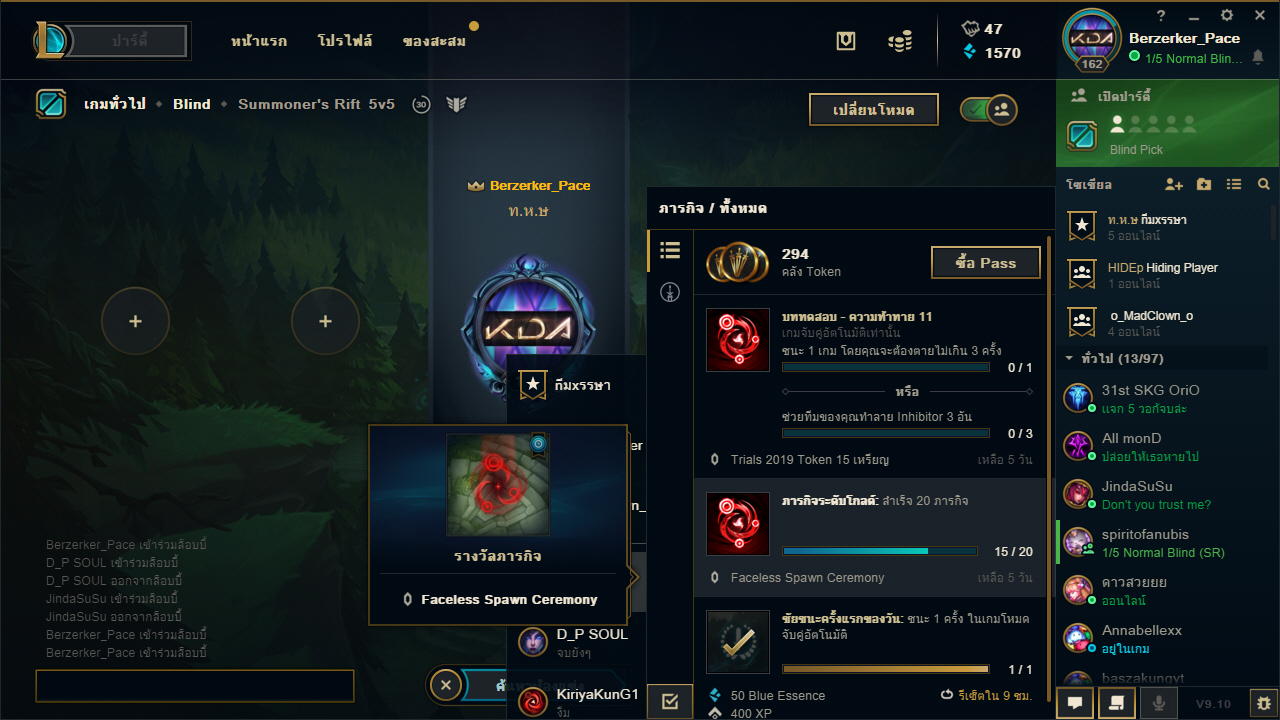 ปาร์ตี้
หน้าแรก
โปรไฟล์
ของสะสม
47
1570
?
KDA
162
Berzerker_Pace
1/5 Normal Blin...
เกมทั่วไป
Blind
Summoner's Rift 5v5
30
เปลี่ยนโหมด
เปิดปาร์ตี้
Blind Pick
โซเชียล
ท.ห.ษ ทีมxรรษา
5 ออนไลน์
HIDEp Hiding Player
1 ออนไลน์
o_MadClown_o
4 ออนไลน์
ทั่วไป (13/97)
31st SKG OriO
แจก 5 วอกัจบล่ะ
All monD
ปล่อยให้เธอหายไป
JindaSuSu
Don't you trust me?
spiritofanubis
1/5 Normal Blind (SR)
ดาวสวยยย
ออนไลน์
Annabellexx
อยู่ในเกม
baszakungyt
V9.10
Berzerker_Pace
ท.ห.ษ
KDA
ทีมxรรษา
er
n_
D_P SOUL
จบยังๆ
KiriyaKunG1
งึม
รางวัลภารกิจ
Faceless Spawn Ceremony
Berzerker_Pace เข้าร่วมล็อบบี้
D_P SOUL เข้าร่วมล็อบบี้
D_P SOUL ออกจากล็อบบี้
JindaSuSu เข้าร่วมล็อบบี้
JindaSuSu ออกจากล็อบบี้
Berzerker_Pace เข้าร่วมล็อบบี้
Berzerker_Pace เข้าร่วมล็อบบี้
ภารกิจ / ทั้งหมด
294
คลัง Token
ซื้อ Pass
บททดสอบ - ความท้าทาย 11
เกมจับคู่อัตโนมัติเท่านั้น
ชนะ 1 เกม โดยคุณจะต้องตายไม่เกิน 3 ครั้ง
0 / 1
หรือ
ช่วยทีมของคุณทำลาย Inhibitor 3 อัน
0 / 3
Trials 2019 Token 15 เหรียญ
เหลือ 5 วัน
ภารกิจระดับโกลด์: สำเร็จ 20 ภารกิจ
15 / 20
Faceless Spawn Ceremony
เหลือ 5 วัน
ชัยชนะครั้งแรกของวัน: ชนะ 1 ครั้ง ในเกมโหมด
จับคู่อัตโนมัติ
1 / 1
50 Blue Essence
รีเซ็ตใน 9 ชม.
400 XP